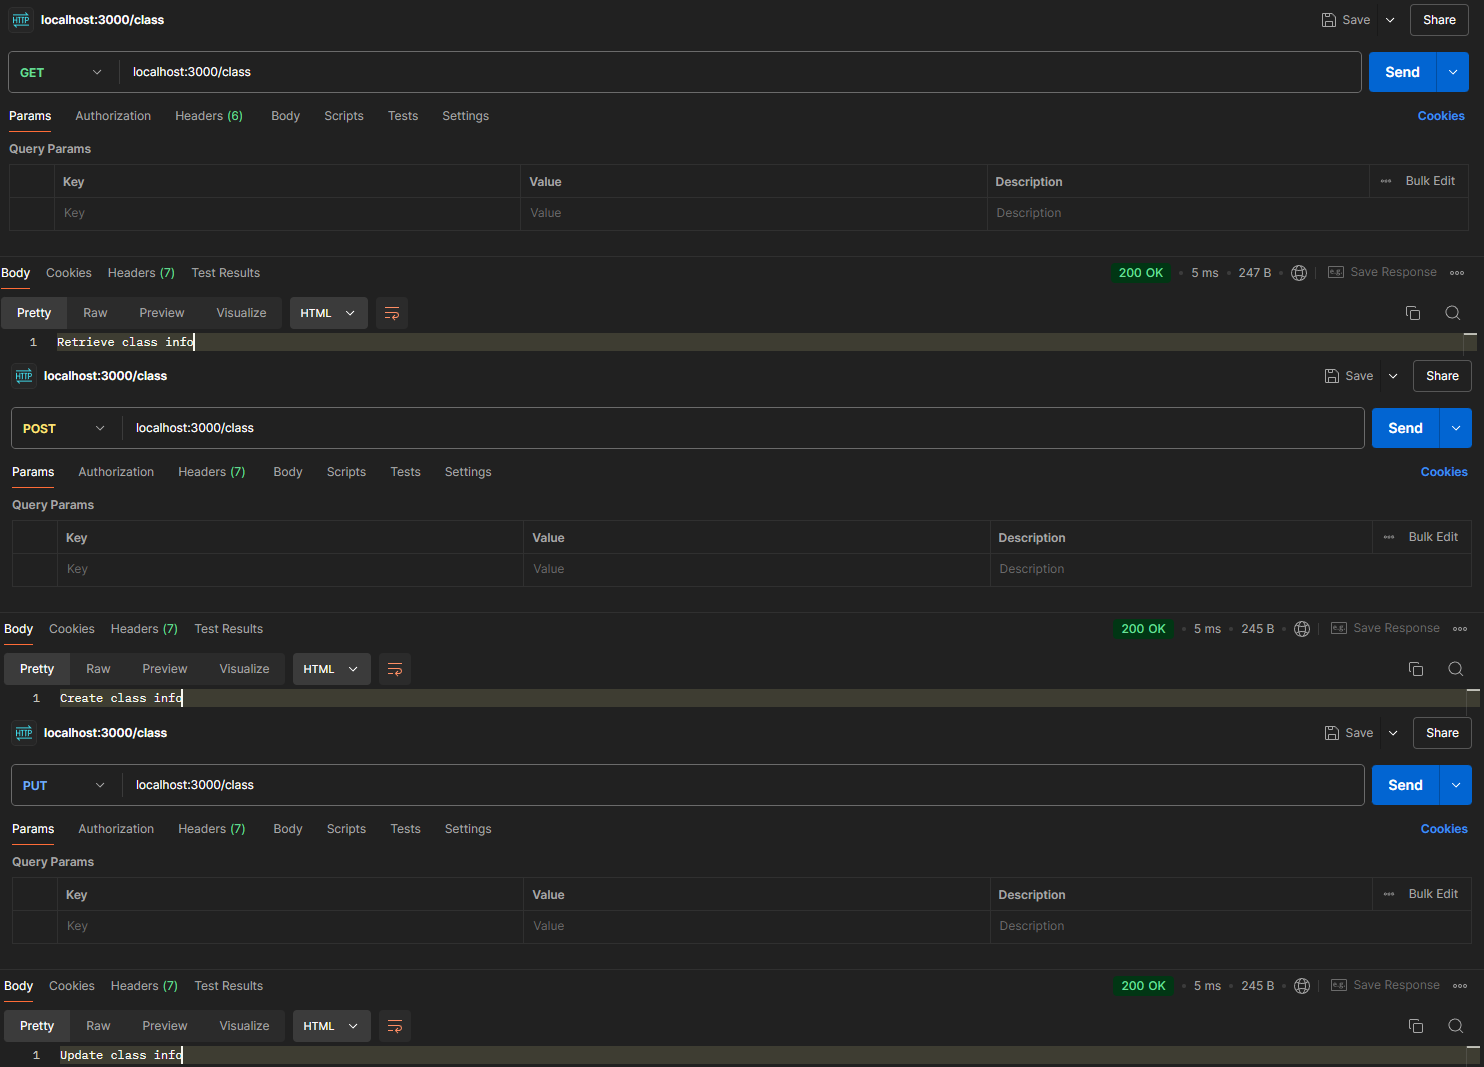 HTTP localhost:3000/class Save Share
GET localhost:3000/class Send
Params Authorization Headers (6) Body Scripts Tests Settings Cookies
Query Params
Key Value Description Bulk Edit
Key Value Description
Body Cookies Headers (7) Test Results 200 OK 5 ms 247 B e.g. Save Response
Pretty Raw Preview Visualize HTML
1 Retrieve class info
HTTP localhost:3000/class Save Share
POST localhost:3000/class Send
Params Authorization Headers (7) Body Scripts Tests Settings Cookies
Query Params
Key Value Description Bulk Edit
Key Value Description
Body Cookies Headers (7) Test Results 200 OK 5 ms 245 B e.g. Save Response
Pretty Raw Preview Visualize HTML
1 Create class info
HTTP localhost:3000/class Save Share
PUT localhost:3000/class Send
Params Authorization Headers (7) Body Scripts Tests Settings Cookies
Query Params
Key Value Description Bulk Edit
Key Value Description
Body Cookies Headers (7) Test Results 200 OK 5 ms 245 B e.g. Save Response
Pretty Raw Preview Visualize HTML
1 Update class info